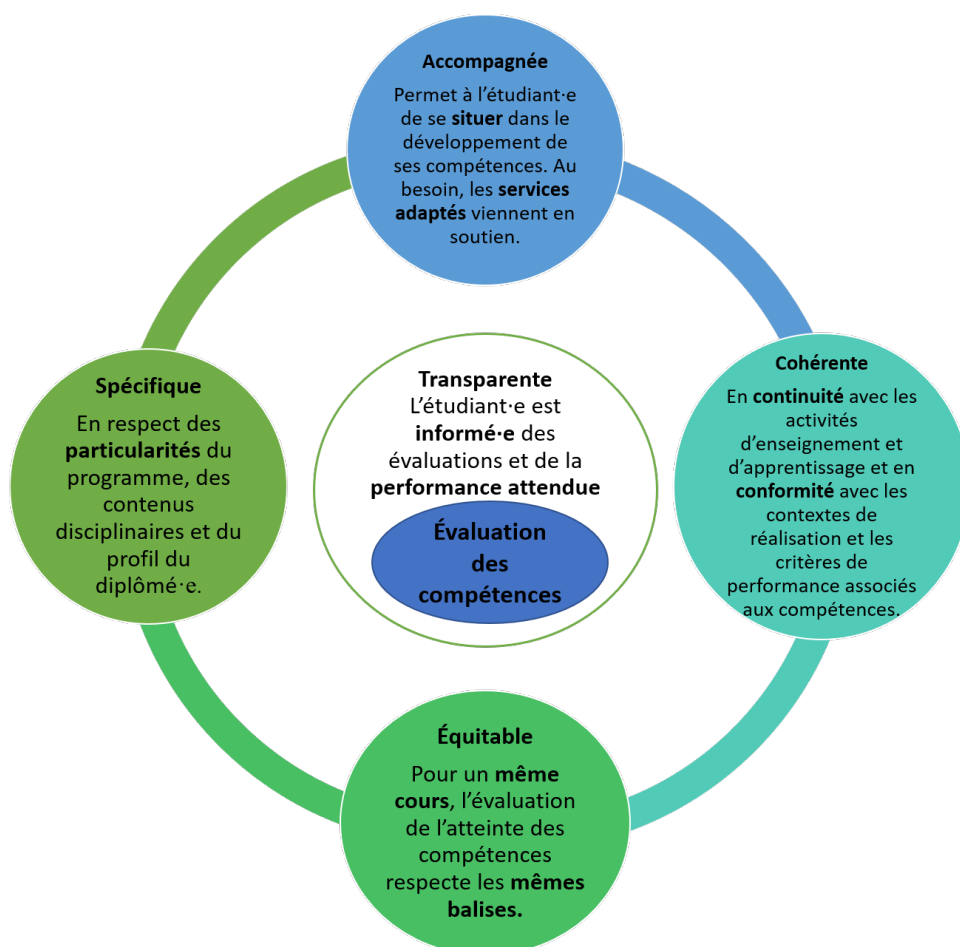 Accompagnée
Permet à l’étudiant·e
de se situer dans le
développement de
ses compétences. Au
besoin, les services
adaptés viennent en
soutien.
Spécifique
En respect des
particularités du
programme, des
contenus
disciplinaires et du
profil du
diplômé·e.
Transparente
L’étudiant·e est
informé·e des
évaluations et de la
performance attendue
Évaluation
des
compétences
Cohérente
En continuité avec les
activités
d’enseignement et
d’apprentissage et en
conformité avec les
contextes de
réalisation et les
critères de
performance associés
aux compétences.
Équitable
Pour un même
cours, l’évaluation
de l’atteinte des
compétences
respecte les mêmes
balises.